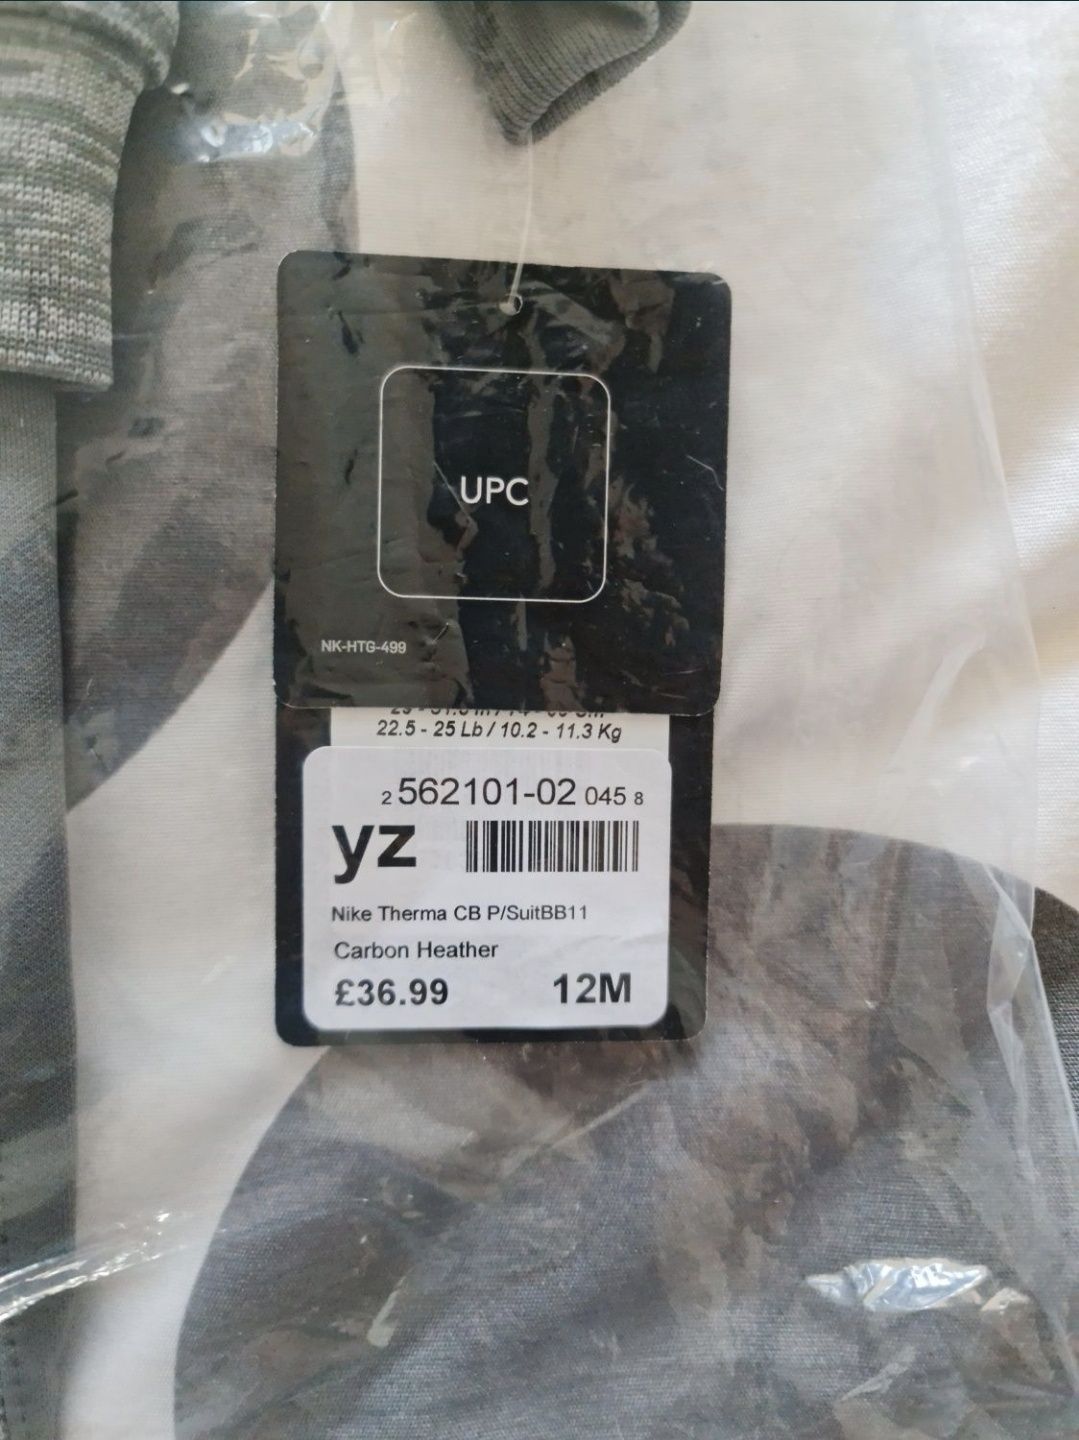 UPC
NK-HTG-499
22.5 - 25 Lb / 10.2 - 11.3 Kg
2 562101-02 045 8
yz
Nike Therma CB P/SuitBB11
Carbon Heather
£36.99 12M